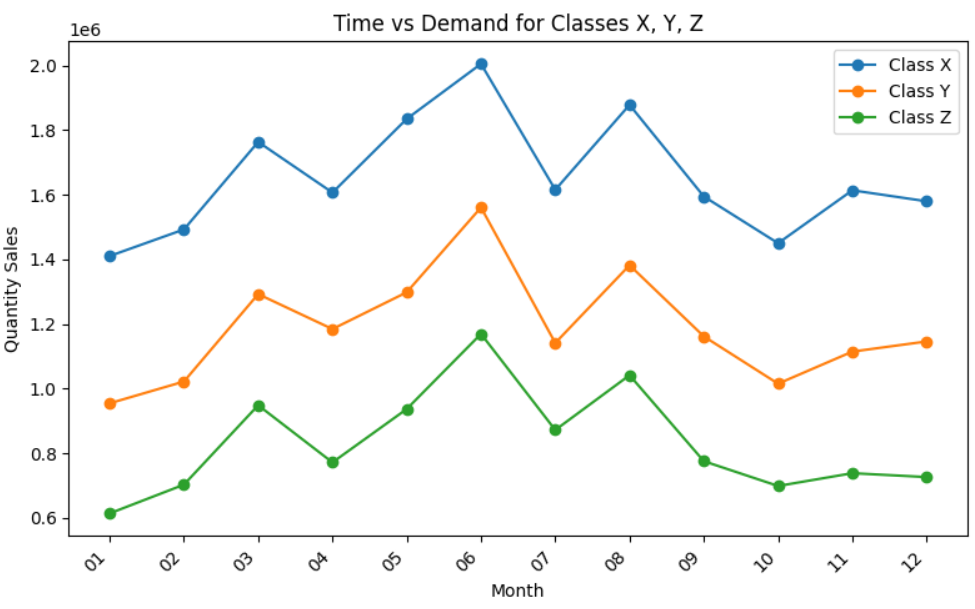 Time vs Demand for Classes X, Y, Z
1e6
Class X
Class Y
Class Z
Quantity Sales
2.0
1.8
1.6
1.4
1.2
1.0
0.8
0.6
01 02 03 04 05 06 07 08 09 10 11 12
Month